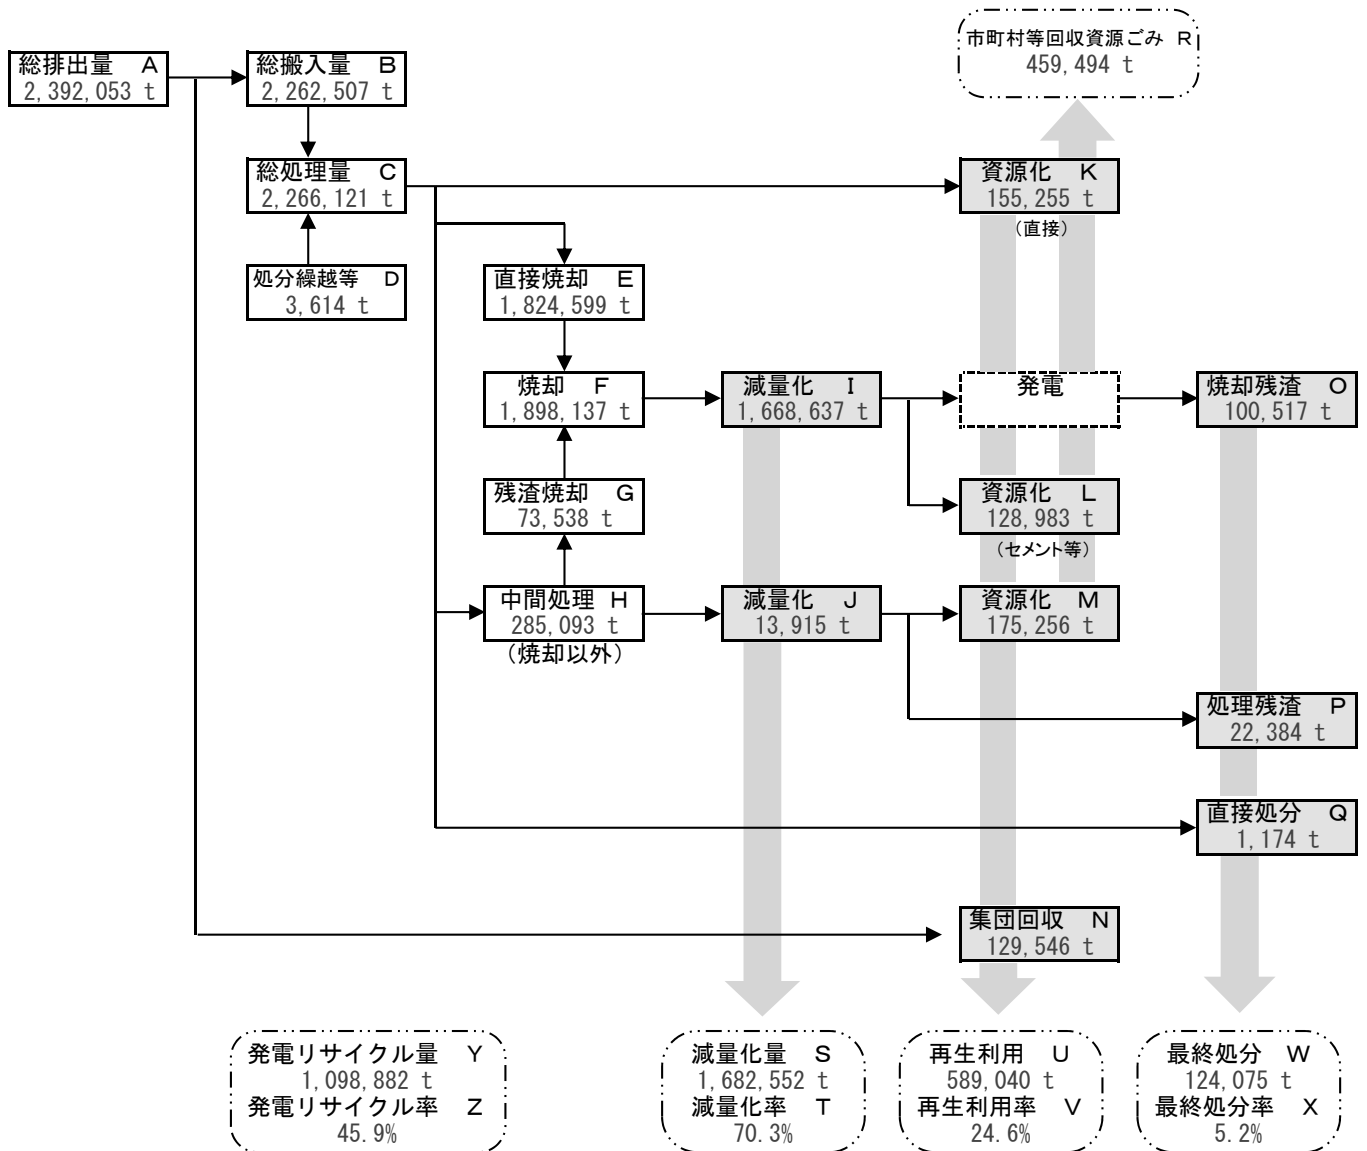 市町村等回収資源ごみ R
459,494 t
総排出量 A
2,392,053 t
総搬入量 B
2,262,507 t
総処理量 C
2,266,121 t
資源化 K
155,255 t
(直接)
処分繰越等 D
3,614 t
直接焼却 E
1,824,599 t
焼却 F
1,898,137 t
減量化 I
1,668,637 t
発電
焼却残渣 O
100,517 t
残渣焼却 G
73,538 t
資源化 L
128,983 t
(セメント等)
中間処理 H
285,093 t
(焼却以外)
減量化 J
13,915 t
資源化 M
175,256 t
処理残渣 P
22,384 t
直接処分 Q
1,174 t
集団回収 N
129,546 t
発電リサイクル量 Y
1,098,882 t
発電リサイクル率 Z
45.9%
減量化量 S
1,682,552 t
減量化率 T
70.3%
再生利用 U
589,040 t
再生利用率 V
24.6%
最終処分 W
124,075 t
最終処分率 X
5.2%